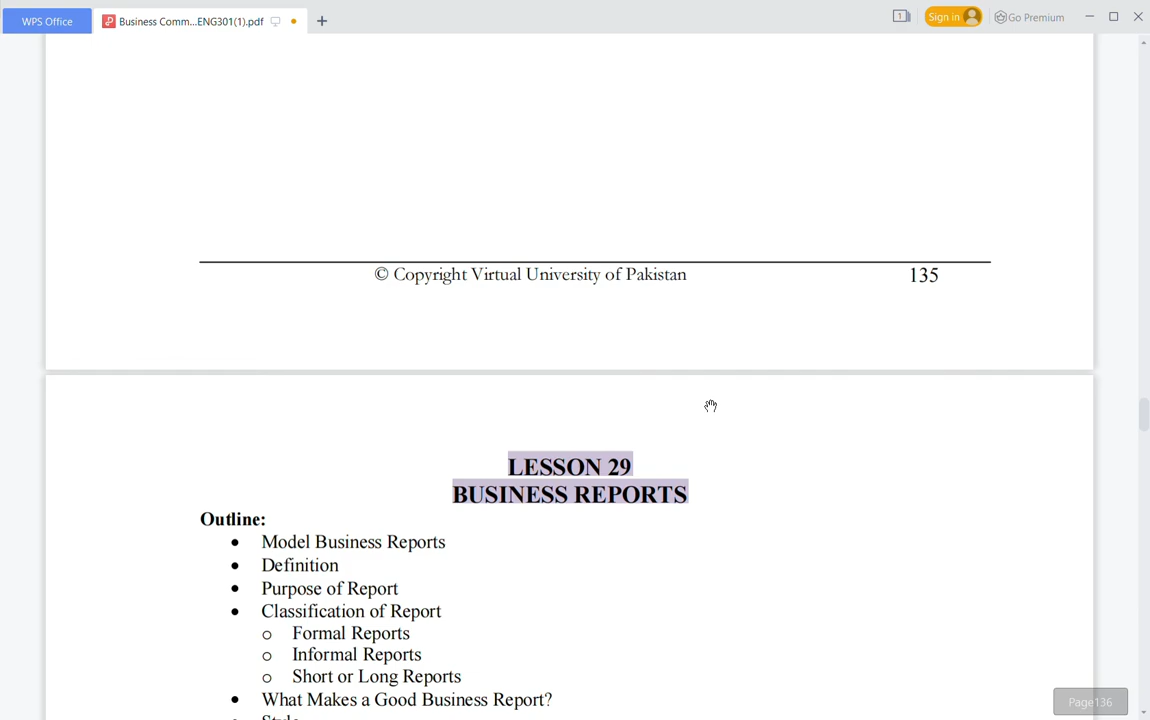 WPS Office
Business Comm...ENG301(1).pdf
1
Sign in
Go Premium
© Copyright Virtual University of Pakistan 135
LESSON 29
BUSINESS REPORTS
Outline:
• Model Business Reports
• Definition
• Purpose of Report
• Classification of Report
o Formal Reports
o Informal Reports
o Short or Long Reports
• What Makes a Good Business Report?
• Style
Page136